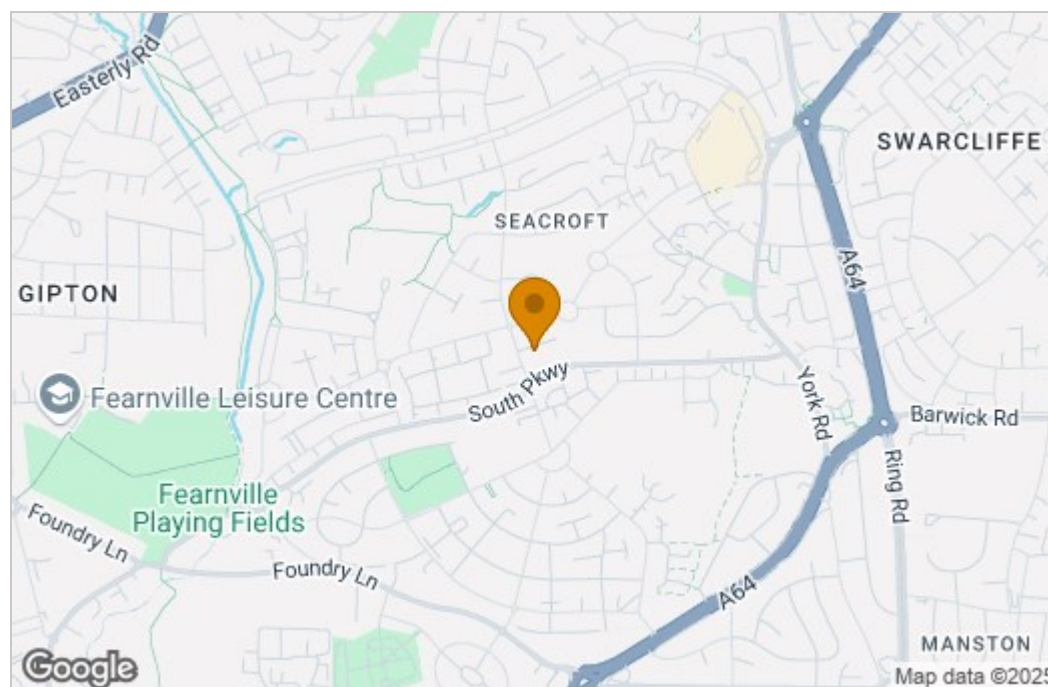 Easterly Rd
SWARCLIFFE
SEACROFT
A64
GIPTON
Fearnville Leisure Centre
South Pkwy
York Rd
Barwick Rd
Ring Rd
Fearnville
Playing Fields
Foundry Ln
Foundry Ln
A64
MANSTON
Google
Map data ©2025